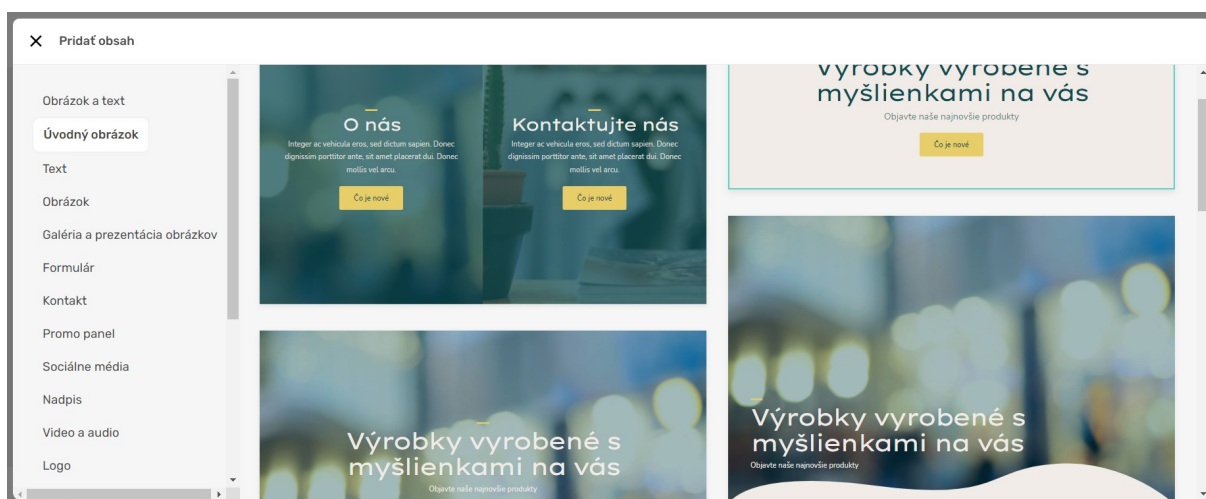 Pridať obsah
Obrázok a text
Úvodný obrázok
Text
Obrázok
Galéria a prezentácia obrázkov
Formulár
Kontakt
Promo panel
Sociálne média
Nadpis
Video a audio
Logo
O nás
Integer ac vehicula eros, sed dictum sapien. Donec
dignissim porttitor ante, sit amet placerat dui. Donec
mollis vel arcu.
Čo je nové
Kontaktujte nás
Integer ac vehicula eros, sed dictum sapien. Donec
dignissim porttitor ante, sit amet placerat dui. Donec
mollis vel arcu.
Čo je nové
Výrobky vyrobené s
myšlienkami na vás
Objavte naše najnovšie produkty
Čo je nové
Výrobky vyrobené s
myšlienkami na vás
Objavte naše najnovšie produkty
Výrobky vyrobené s
myšlienkami na vás
Objavte naše najnovšie produkty